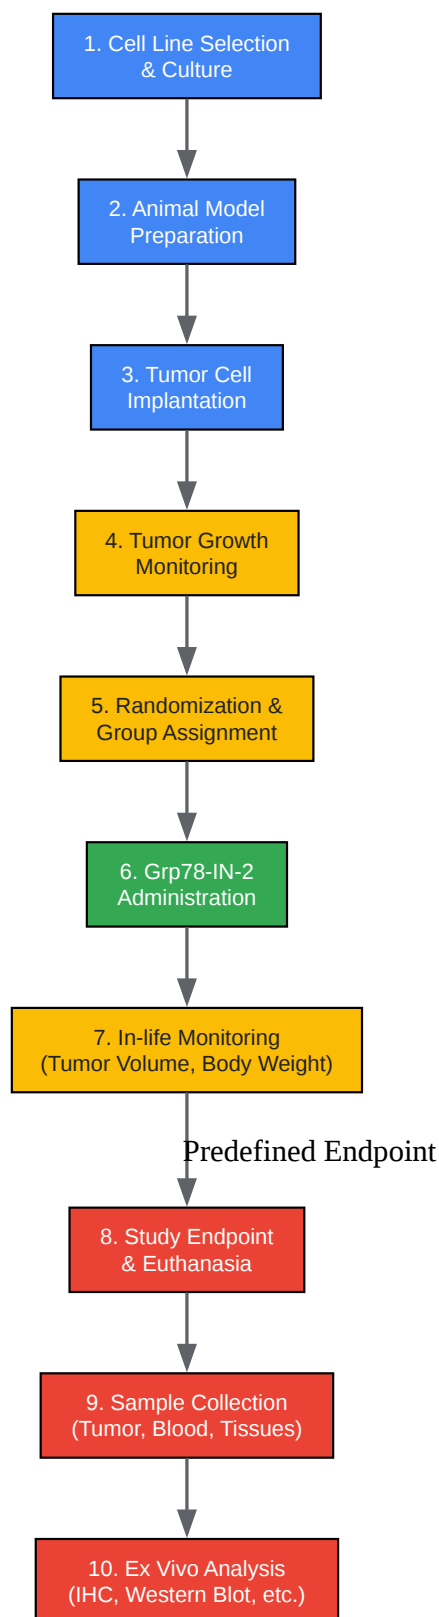 1. Cell Line Selection
& Culture
2. Animal Model
Preparation
3. Tumor Cell
Implantation
4. Tumor Growth
Monitoring
5. Randomization &
Group Assignment
6. Grp78-IN-2
Administration
7. In-life Monitoring
(Tumor Volume, Body Weight)
Predefined Endpoint
8. Study Endpoint
& Euthanasia
9. Sample Collection
(Tumor, Blood, Tissues)
10. Ex Vivo Analysis
(IHC, Western Blot, etc.)